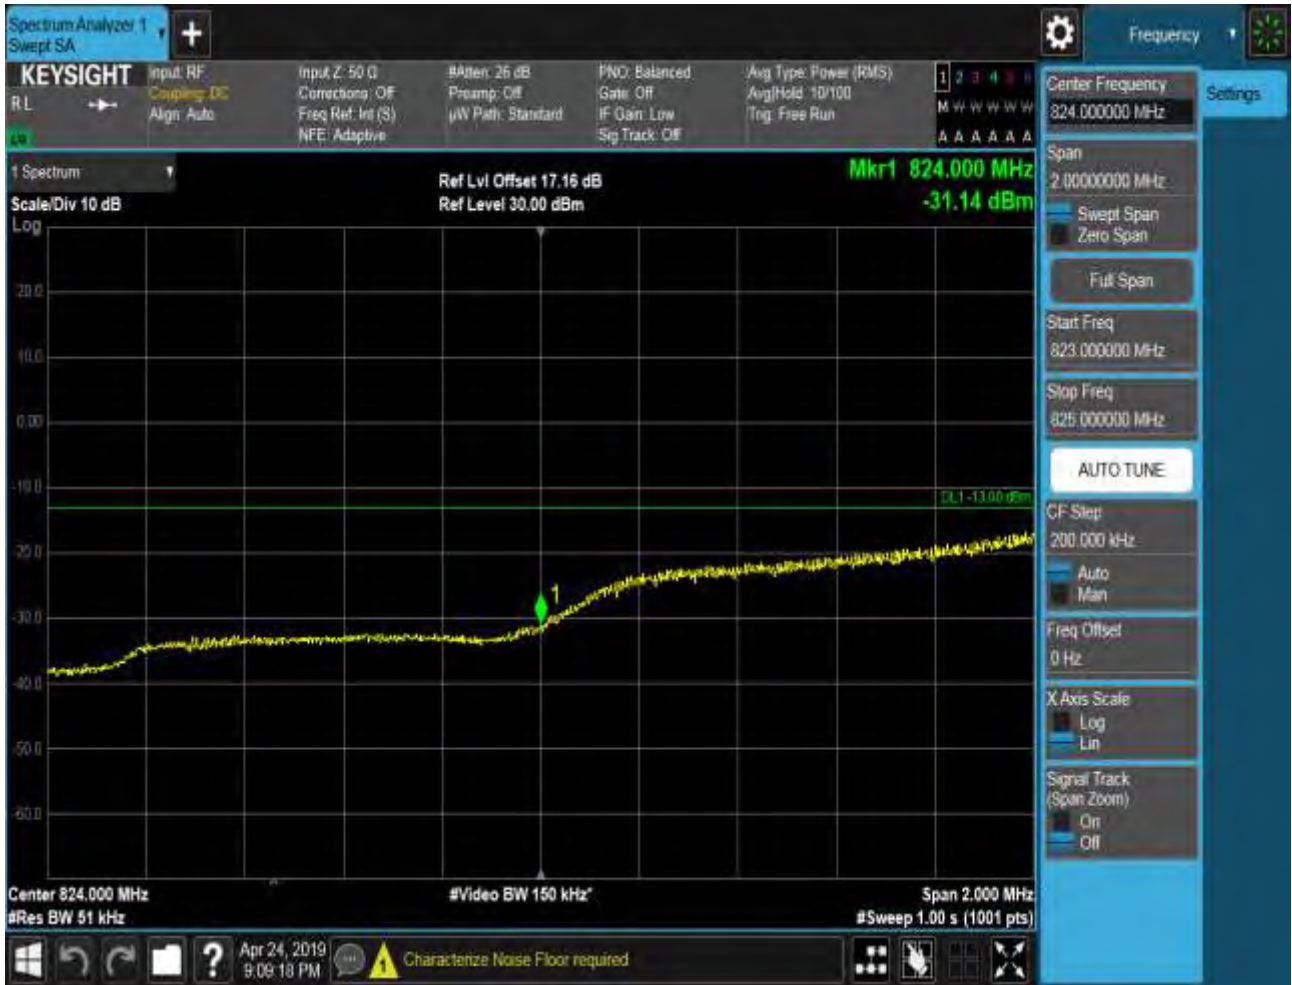 Spectrum Analyzer 1
Swept SA
Frequency
KEYSIGHT
RL
Input: RF
Coupling: DC
Align: Auto
Input Z: 50 Ω
Corrections: Off
Freq Ref: Int (S)
NFE: Adaptive
#Atten: 26 dB
Preamp: Off
µW Path: Standard
PNO: Balanced
Gate: Off
IF Gain: Low
Sig Track: Off
Avg Type: Power (RMS)
Avg|Hold: 10/100
Trig: Free Run
1 2 3 4 5 6
M W W W W W
A A A A A A
1 Spectrum
Scale/Div 10 dB
Log
Ref Lvl Offset 17.16 dB
Ref Level 30.00 dBm
Mkr1 824.000 MHz
-31.14 dBm
20.0
10.0
0.00
-10.0
DL1 -13.00 dBm
-20.0
1
-30.0
-40.0
-50.0
-60.0
Center 824.000 MHz
#Res BW 51 kHz
#Video BW 150 kHz*
Span 2.000 MHz
#Sweep 1.00 s (1001 pts)
Center Frequency
824.000000 MHz
Settings
Span
2.00000000 MHz
Swept Span
Zero Span
Full Span
Start Freq
823.000000 MHz
Stop Freq
825.000000 MHz
AUTO TUNE
CF Step
200.000 kHz
Auto
Man
Freq Offset
0 Hz
X Axis Scale
Log
Lin
Signal Track
(Span Zoom)
On
Off
?
Apr 24, 2019
9:09:18 PM
1
Characterize Noise Floor required